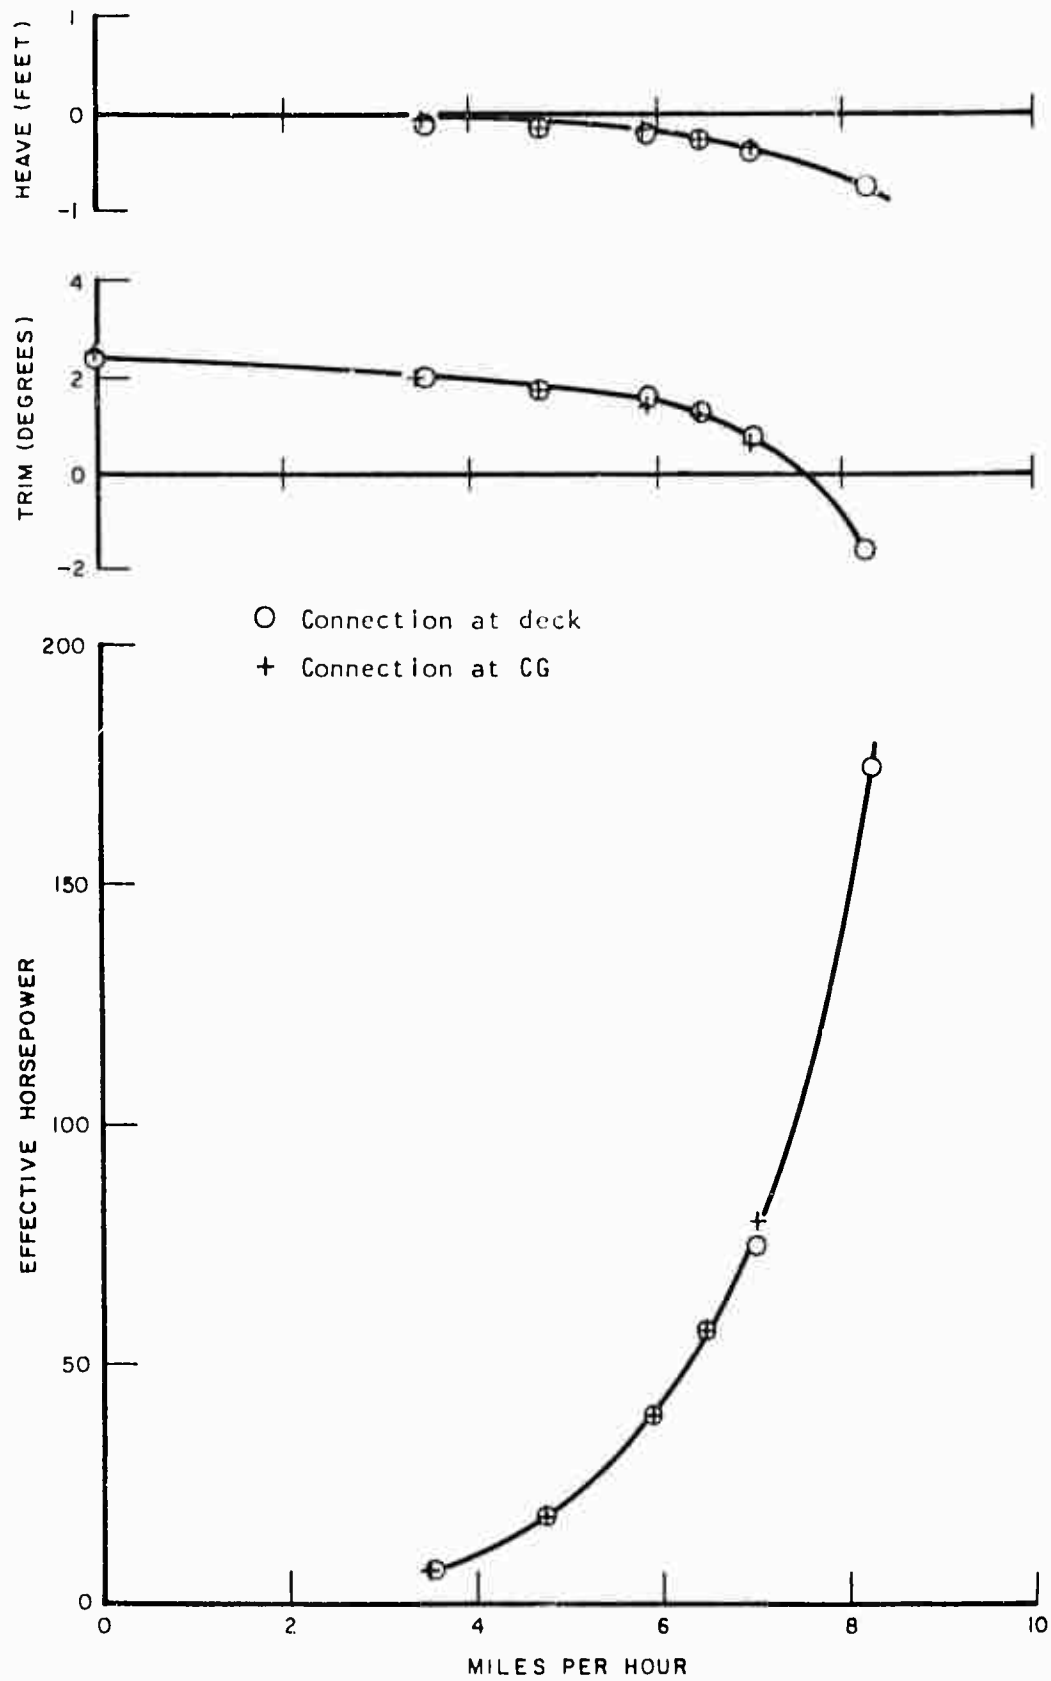 HEAVE (FEET)
1
0
-1
TRIM (DEGREES)
4
2
0
-2
O Connection at deck
+ Connection at CG
EFFECTIVE HORSEPOWER
200
150
100
50
0
0 2 4 6 8 10
MILES PER HOUR